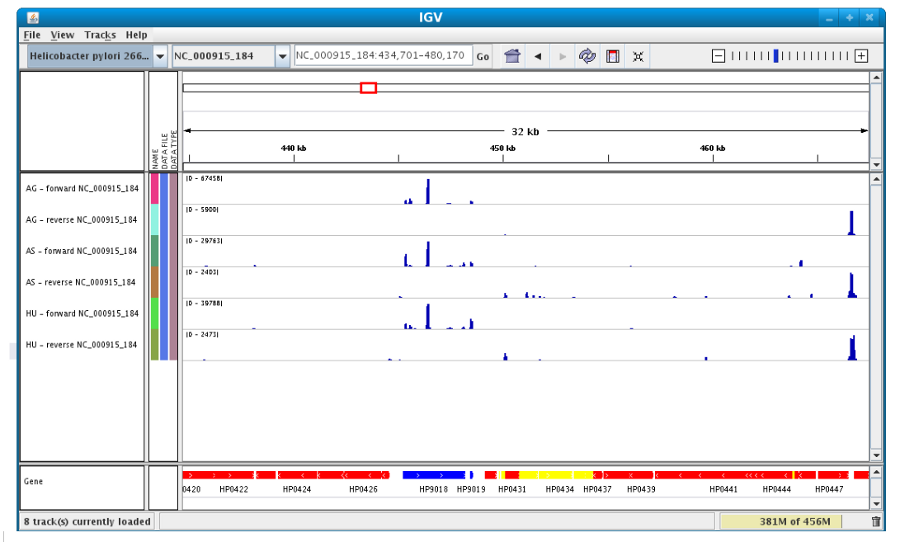 IGV
File View Tracks Help
Helicobacter pylori 266... NC_000915_184 NC_000915_184:434,701-480,170 Go
NAME
DATA FILE
DATA TYPE
32 kb
440 kb 450 kb 460 kb
AG - forward NC_000915_184 [0 - 67458]
AG - reverse NC_000915_184 [0 - 5900]
AS - forward NC_000915_184 [0 - 29763]
AS - reverse NC_000915_184 [0 - 2403]
HU - forward NC_000915_184 [0 - 39788]
HU - reverse NC_000915_184 [0 - 2473]
Gene
0420 HP0422 HP0424 HP0426 HP9018 HP9019 HP0431 HP0434 HP0437 HP0439 HP0441 HP0444 HP0447
8 track(s) currently loaded 381M of 456M